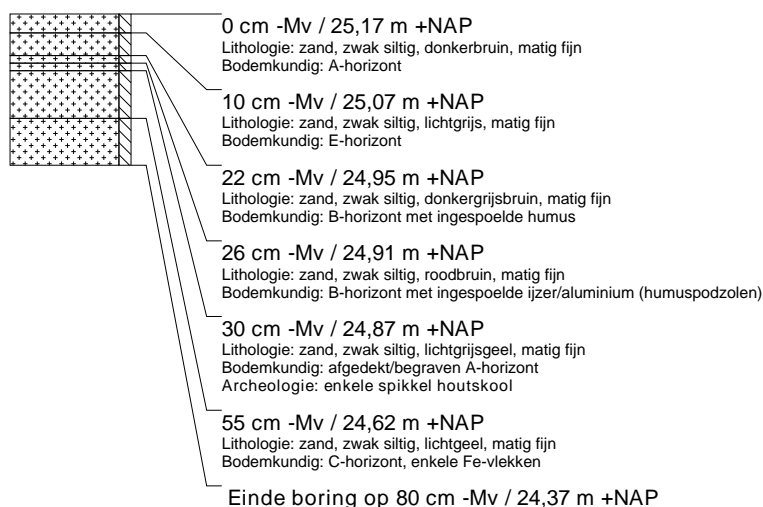 0 cm -Mv / 25,17 m +NAP
Lithologie: zand, zwak siltig, donkerbruin, matig fijn
Bodemkundig: A-horizont
10 cm -Mv / 25,07 m +NAP
Lithologie: zand, zwak siltig, lichtgrijs, matig fijn
Bodemkundig: E-horizont
22 cm -Mv / 24,95 m +NAP
Lithologie: zand, zwak siltig, donkergrijsbruin, matig fijn
Bodemkundig: B-horizont met ingespoelde humus
26 cm -Mv / 24,91 m +NAP
Lithologie: zand, zwak siltig, roodbruin, matig fijn
Bodemkundig: B-horizont met ingespoelde ijzer/aluminium (humuspodzolen)
30 cm -Mv / 24,87 m +NAP
Lithologie: zand, zwak siltig, lichtgrijsgeel, matig fijn
Bodemkundig: afgedekt/begraven A-horizont
Archeologie: enkele spikkel houtskool
55 cm -Mv / 24,62 m +NAP
Lithologie: zand, zwak siltig, lichtgeel, matig fijn
Bodemkundig: C-horizont, enkele Fe-vlekken
Einde boring op 80 cm -Mv / 24,37 m +NAP